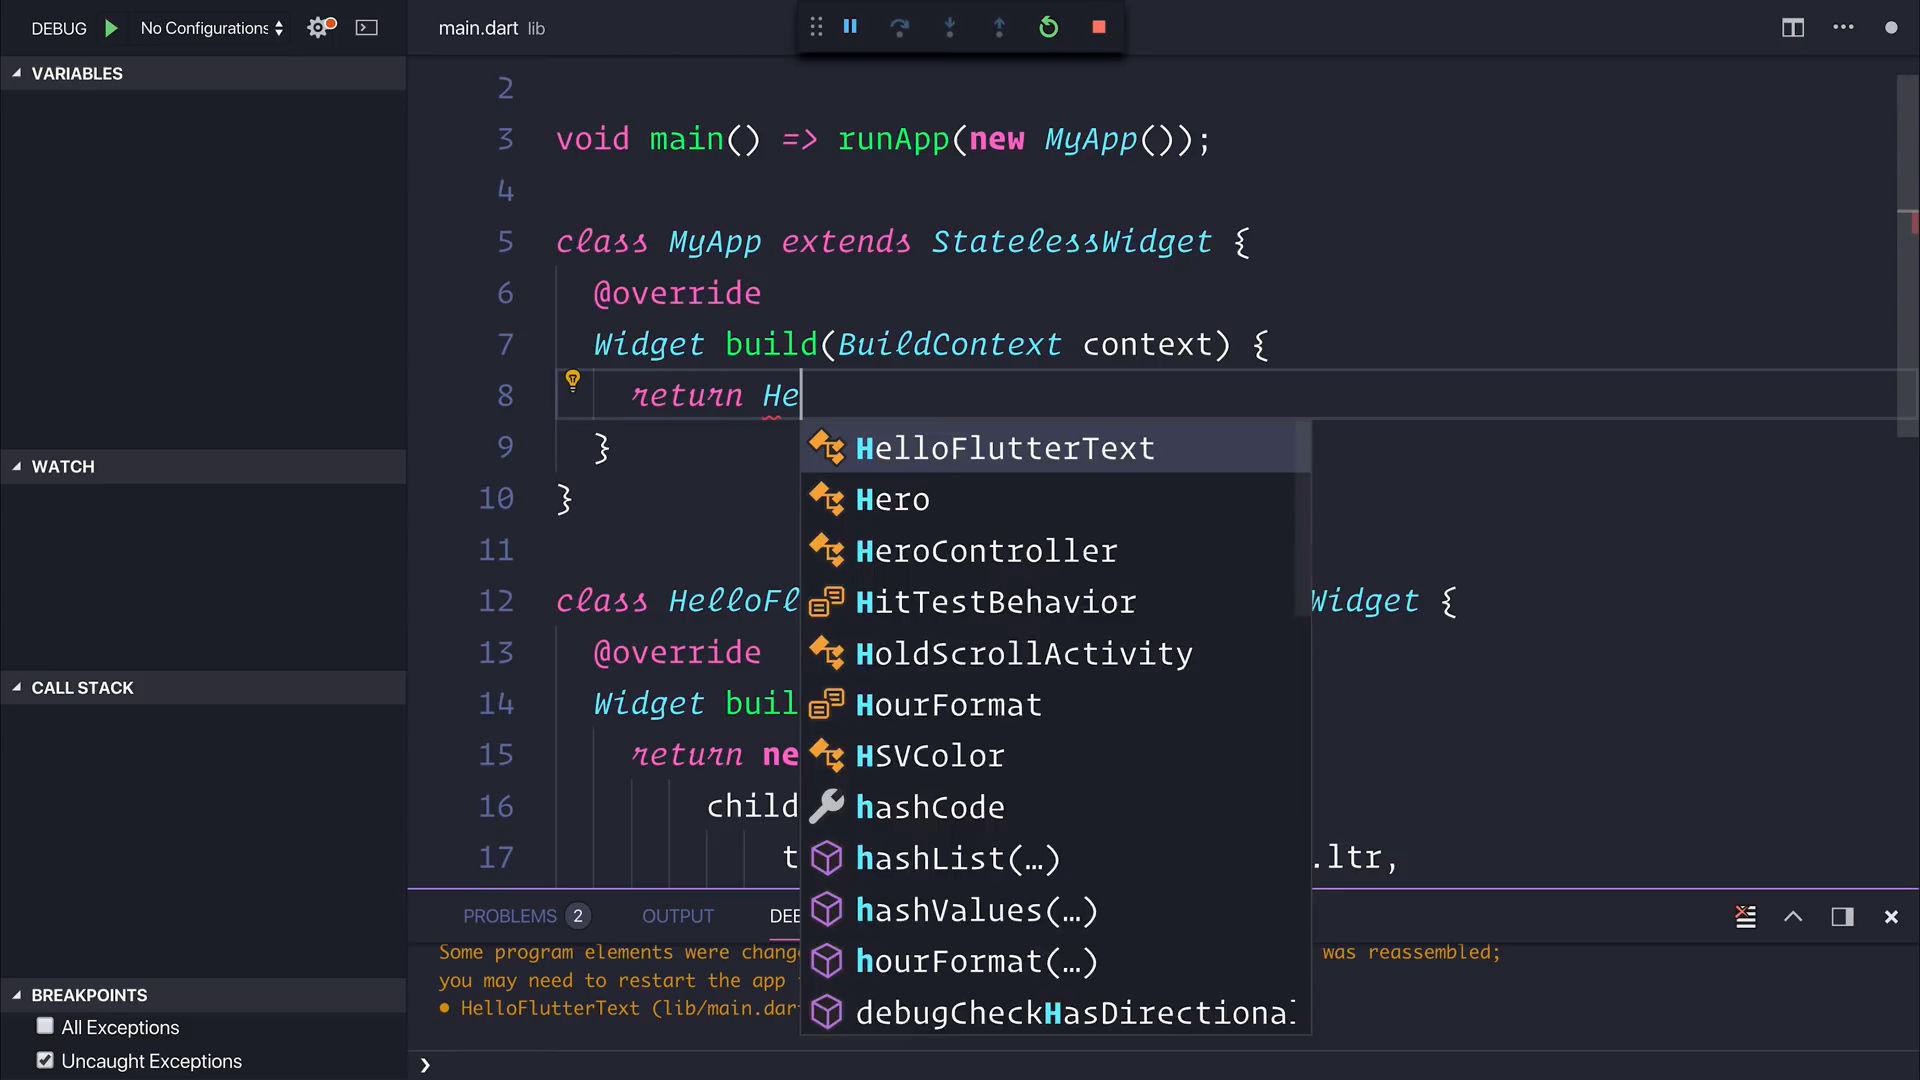 DEBUG No Configurations
main.dart lib
VARIABLES
WATCH
CALL STACK
BREAKPOINTS
All Exceptions
Uncaught Exceptions
2
3 void main() => runApp(new MyApp());
4
5 class MyApp extends StatelessWidget {
6 @override
7 Widget build(BuildContext context) {
8 return He
9 }
10 }
11
12 class HelloFl Widget {
13 @override
14 Widget buil
15 return ne
16 child
17 t .ltr,
HelloFlutterText
Hero
HeroController
HitTestBehavior
HoldScrollActivity
HourFormat
HSVColor
hashCode
hashList(…)
hashValues(…)
hourFormat(…)
debugCheckHasDirectional
PROBLEMS 2 OUTPUT DEB
Some program elements were chang was reassembled;
you may need to restart the app
● HelloFlutterText (lib/main.dar
❯